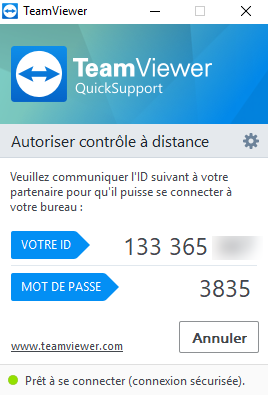 TeamViewer
TeamViewer
QuickSupport
Autoriser contrôle à distance
Veuillez communiquer l'ID suivant à votre
partenaire pour qu'il puisse se connecter à
votre bureau :
VOTRE ID 133 365
MOT DE PASSE 3835
Annuler
www.teamviewer.com
Prêt à se connecter (connexion sécurisée).